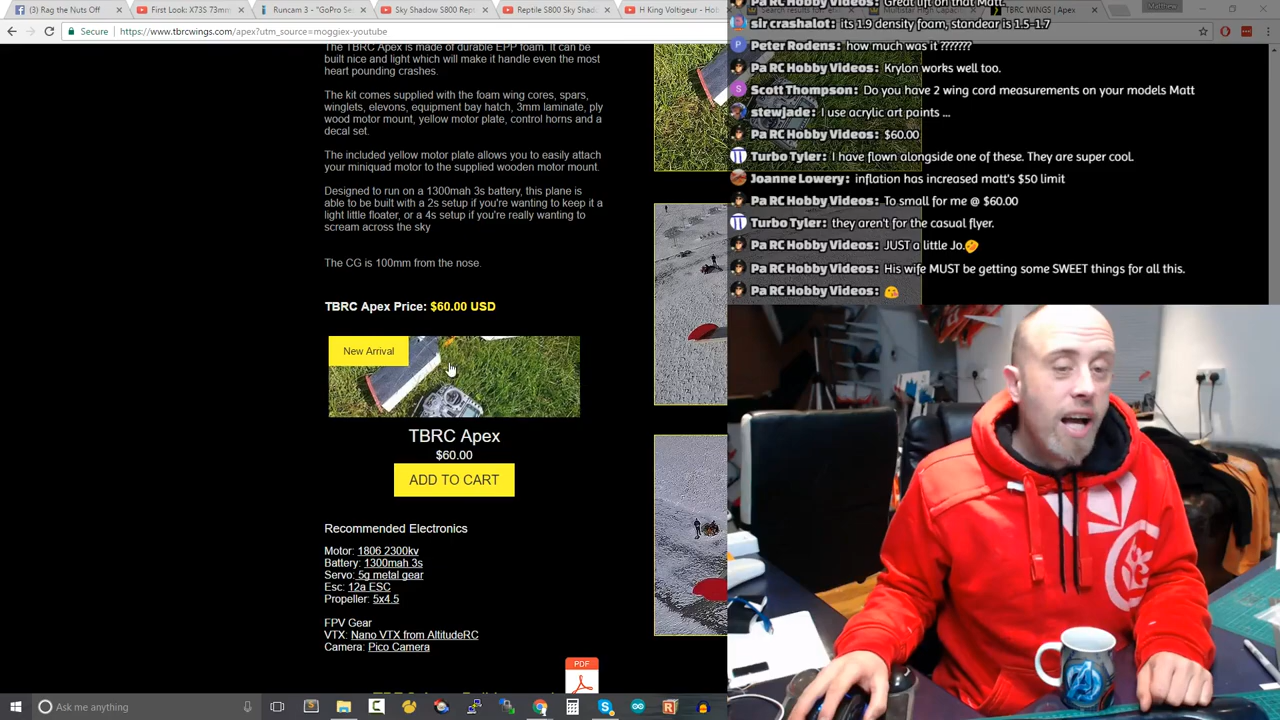 (3) Rag the Nuts Off
First Look: X73S 73mm
Runcam 3 - "GoPro Se
Sky Shadow S800 Rep
Reptile S800 Sky Shado
H King Voltigeur - Hob
TBRC WINGS | Apex
Matthew
Secure
https://www.tbrcwings.com/apex?utm_source=moggiex-youtube
The TBRC Apex is made of durable EPP foam. It can be
built nice and light which will make it handle even the most
heart pounding crashes.
The kit comes supplied with the foam wing cores, spars,
winglets, elevons, equipment bay hatch, 3mm laminate, ply
wood motor mount, yellow motor plate, control horns and a
decal set.
The included yellow motor plate allows you to easily attach
your miniquad motor to the supplied wooden motor mount.
Designed to run on a 1300mah 3s battery, this plane is
able to be built with a 2s setup if you're wanting to keep it a
light little floater, or a 4s setup if you're really wanting to
scream across the sky
The CG is 100mm from the nose.
TBRC Apex Price: $60.00 USD
New Arrival
TBRC Apex
$60.00
ADD TO CART
Recommended Electronics
Motor: 1806 2300kv
Battery: 1300mah 3s
Servo: 5g metal gear
Esc: 12a ESC
Propeller: 5x4.5
FPV Gear
VTX: Nano VTX from AltitudeRC
Camera: Pico Camera
PDF
Pa RC Hobby Videos: Great lift on that Matt.
sir crashalot: its 1.9 density foam, standear is 1.5-1.7
Peter Rodens: how much was it ???????
Pa RC Hobby Videos: Krylon works well too.
Scott Thompson: Do you have 2 wing cord measurements on your models Matt
stewjade: I use acrylic art paints ...
Pa RC Hobby Videos: $60.00
Turbo Tyler: I have flown alongside one of these. They are super cool.
Joanne Lowery: inflation has increased matt's $50 limit
Pa RC Hobby Videos: To small for me @ $60.00
Turbo Tyler: they aren't for the casual flyer.
Pa RC Hobby Videos: JUST a little Jo.🤣
Pa RC Hobby Videos: His wife MUST be getting some SWEET things for all this.
Pa RC Hobby Videos: 😘
Ask me anything